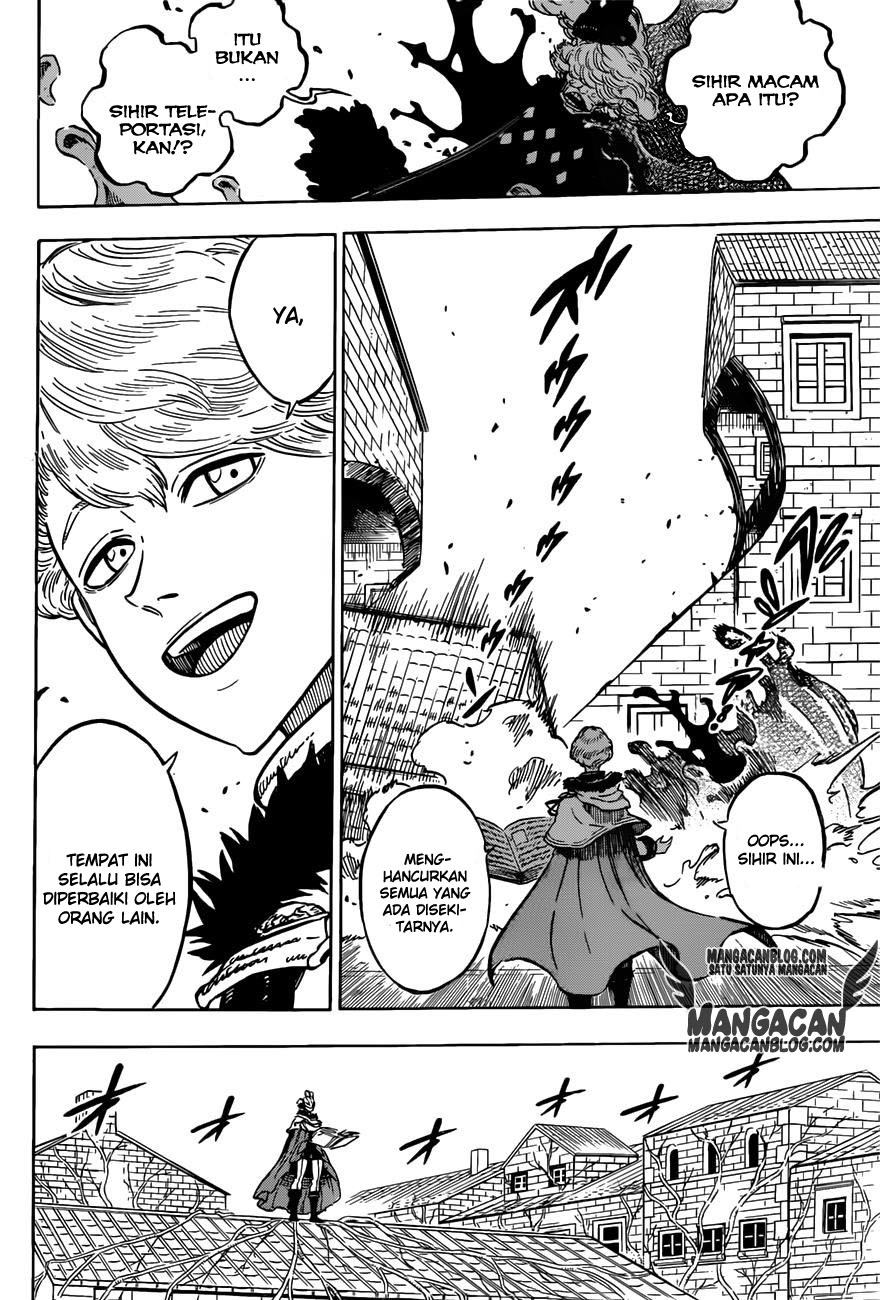 SIHIR MACAM
APA ITU?
ITU
BUKAN
...
SIHIR TELE-
PORTASI,
KAN!?
OOPS...
SIHIR INI...
MENG-
HANCURKAN
SEMUA YANG
ADA DISEKI-
TARNYA.
YA,
TEMPAT INI
SELALU BISA
DIPERBAIKI OLEH
ORANG LAIN.
MANGACANBLOG.COM
SATU SATUNYA MANGACAN
MANGACAN
MANGACANBLOG.COM